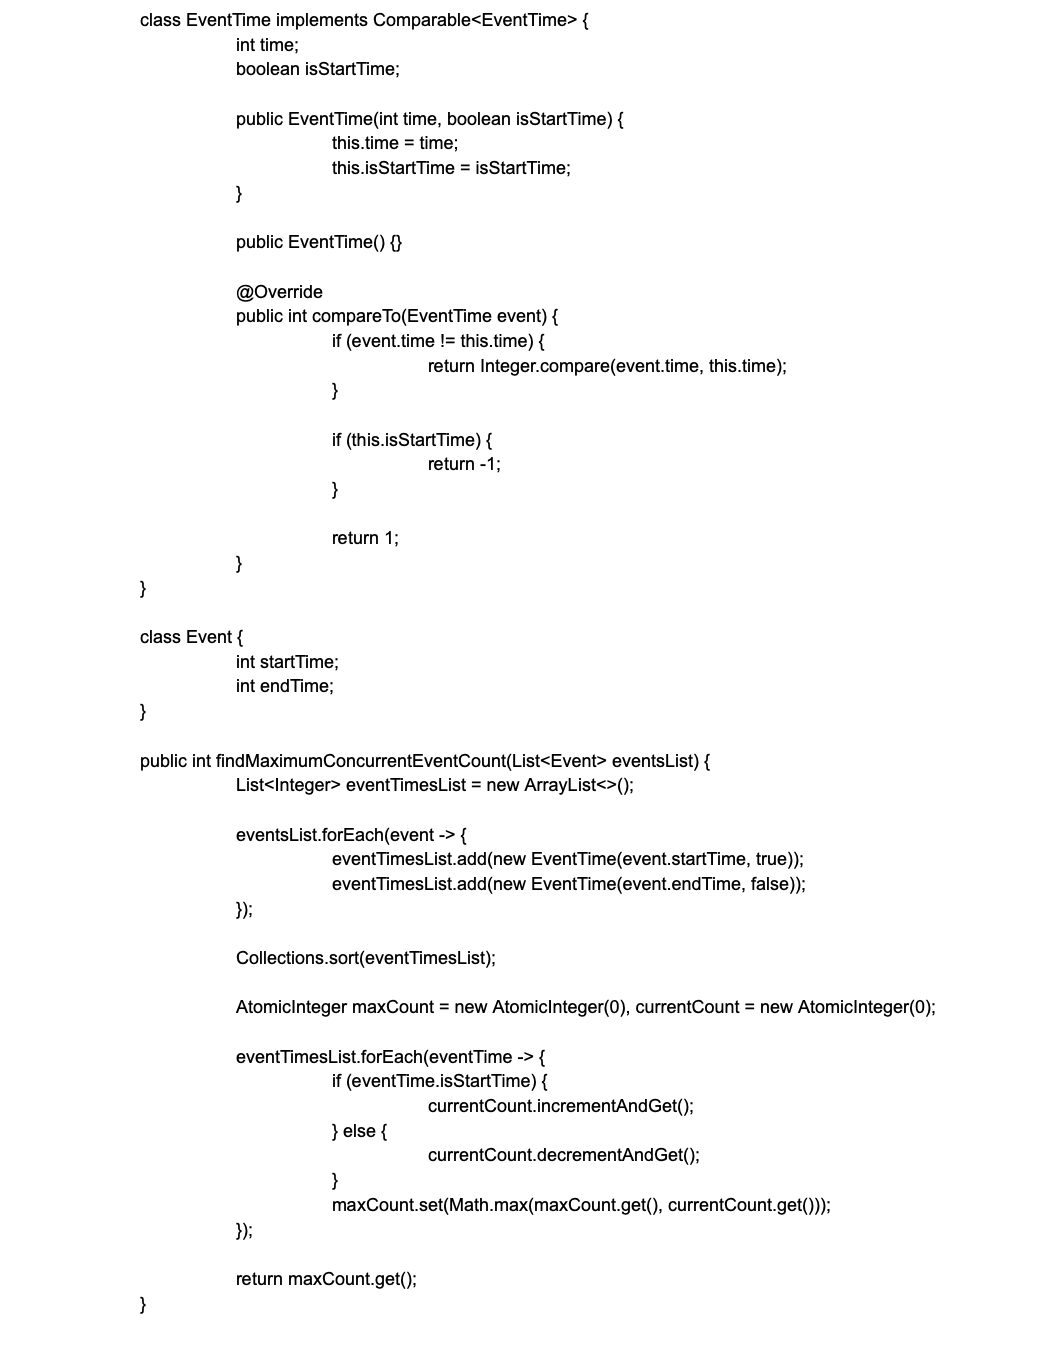 class EventTime implements Comparable<EventTime> {
int time;
boolean isStartTime;
public EventTime(int time, boolean isStartTime) {
this.time = time;
this.isStartTime = isStartTime;
}
public EventTime() {}
@Override
public int compareTo(EventTime event) {
if (event.time != this.time) {
return Integer.compare(event.time, this.time);
}
if (this.isStartTime) {
return -1;
}
return 1;
}
}
class Event {
int startTime;
int endTime;
}
public int findMaximumConcurrentEventCount(List<Event> eventsList) {
List<Integer> eventTimesList = new ArrayList<>();
eventsList.forEach(event -> {
eventTimesList.add(new EventTime(event.startTime, true));
eventTimesList.add(new EventTime(event.endTime, false));
});
Collections.sort(eventTimesList);
AtomicInteger maxCount = new AtomicInteger(0), currentCount = new AtomicInteger(0);
eventTimesList.forEach(eventTime -> {
if (eventTime.isStartTime) {
currentCount.incrementAndGet();
} else {
currentCount.decrementAndGet();
}
maxCount.set(Math.max(maxCount.get(), currentCount.get()));
});
return maxCount.get();
}